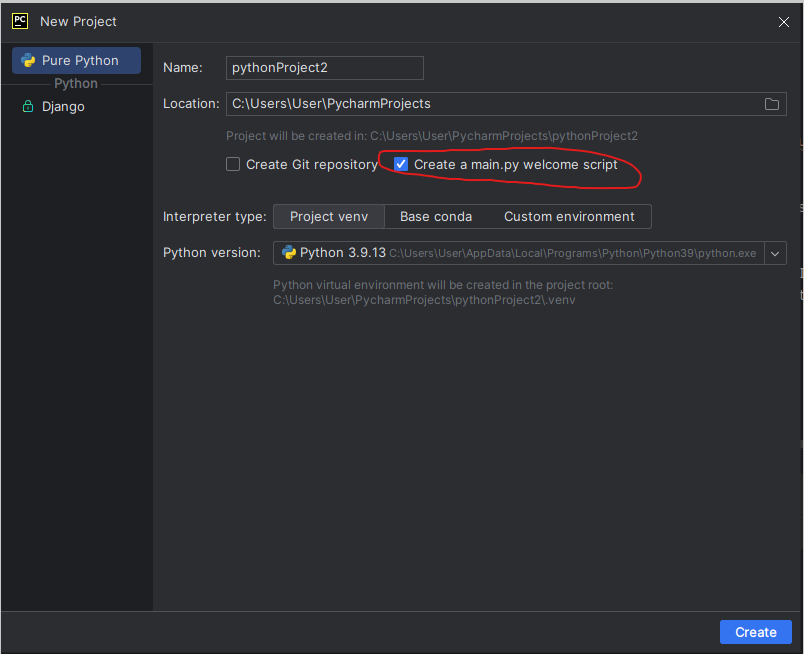 PC New Project
Pure Python
Python
Django
Name: pythonProject2
Location: C:\Users\User\PycharmProjects
Project will be created in: C:\Users\User\PycharmProjects\pythonProject2
Create Git repository Create a main.py welcome script
Interpreter type: Project venv Base conda Custom environment
Python version: Python 3.9.13 C:\Users\User\AppData\Local\Programs\Python\Python39\python.exe
Python virtual environment will be created in the project root:
C:\Users\User\PycharmProjects\pythonProject2\.venv
Create